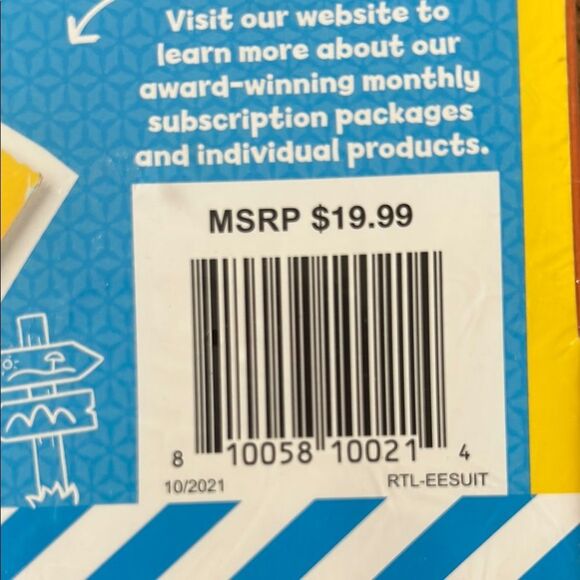 Visit our website to
learn more about our
award-winning monthly
subscription packages
and individual products.
MSRP $19.99
8 10058 10021 4
10/2021 RTL-EESUIT